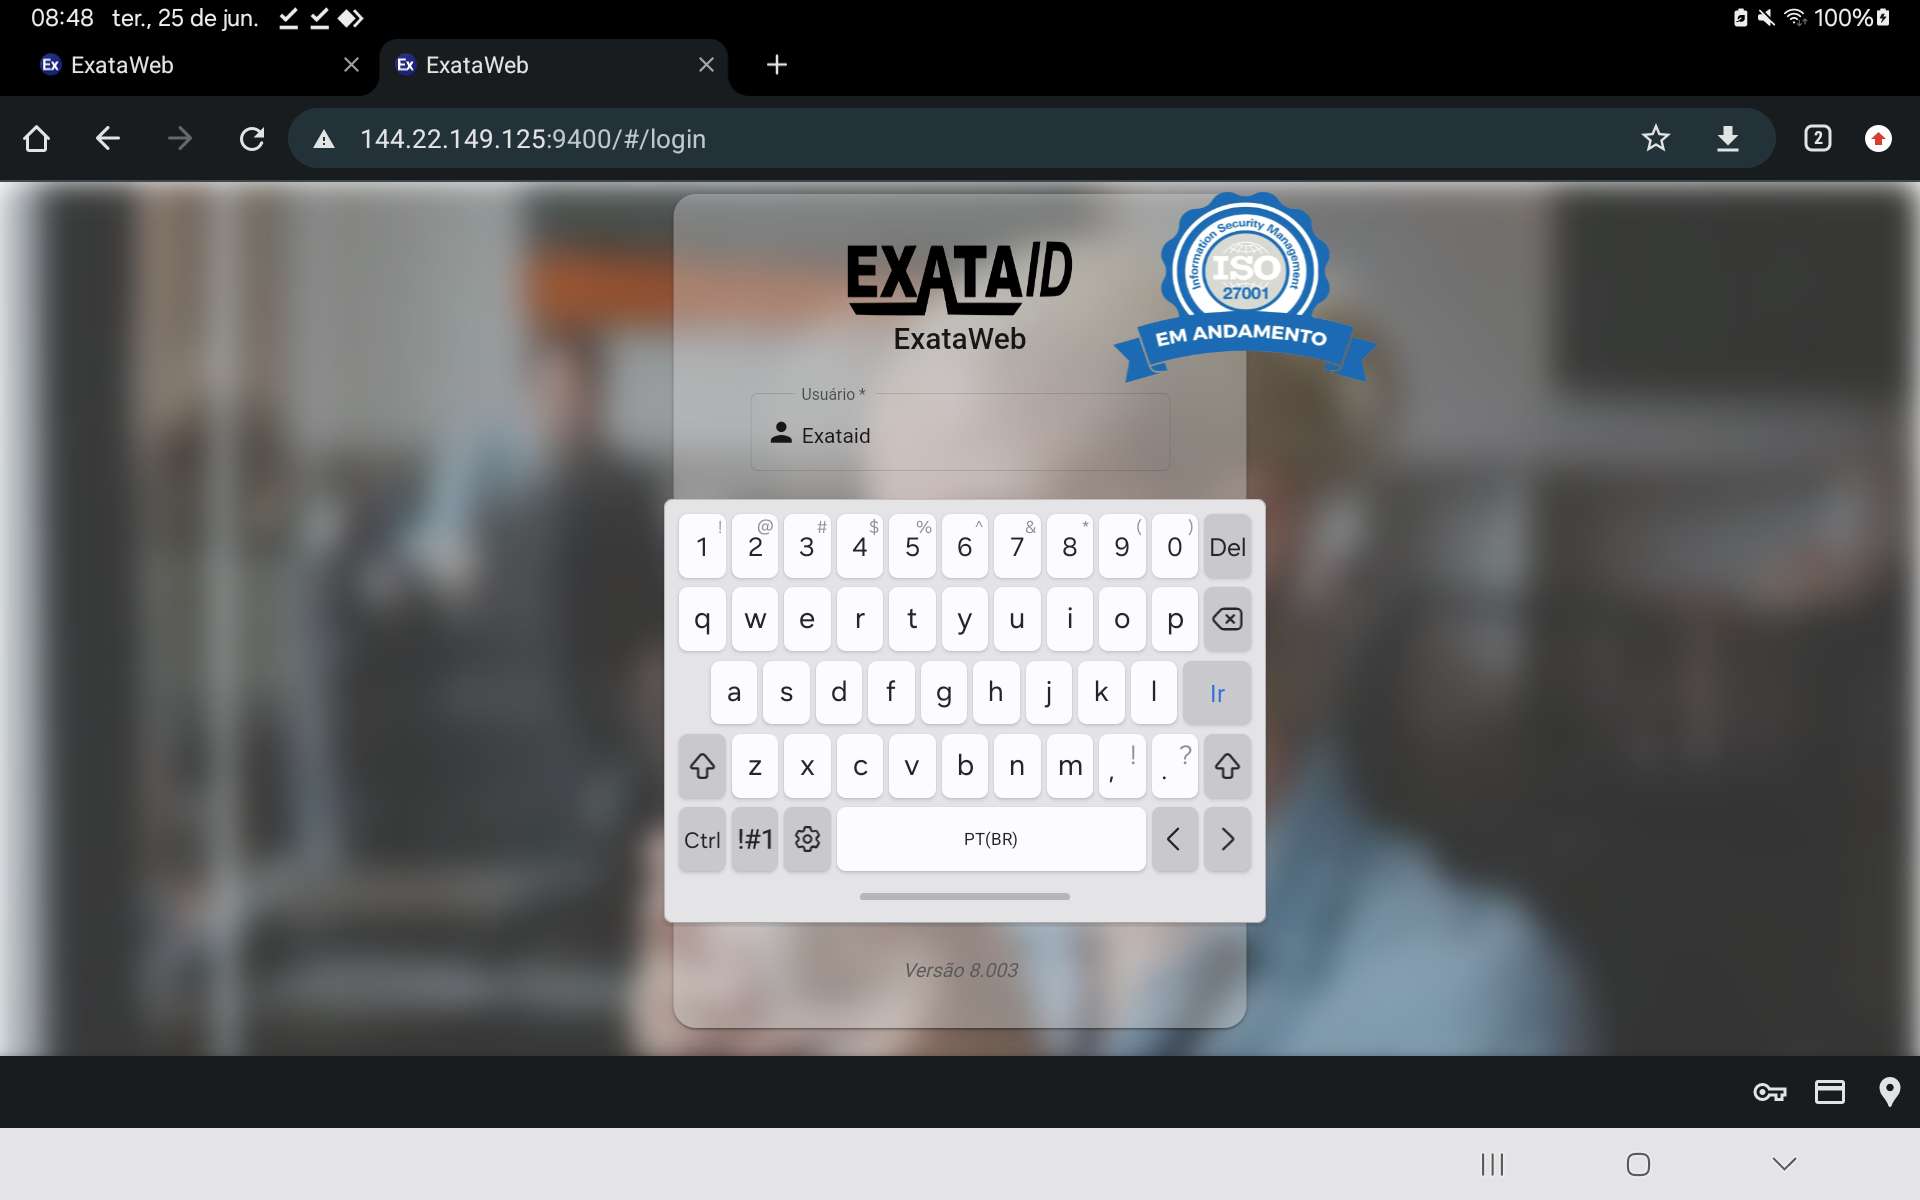 08:48 ter., 25 de jun. 100%
Ex ExataWeb Ex ExataWeb
144.22.149.125:9400/#/login 2
EXATAID
ExataWeb
Information Security Management
ISO
27001
EM ANDAMENTO
Usuário *
Exataid
! @ # $ % ^ & * ( )
1 2 3 4 5 6 7 8 9 0 Del
q w e r t y u i o p
a s d f g h j k l Ir
z x c v b n m , ! . ?
Ctrl !#1 PT(BR) < >
Versão 8.003